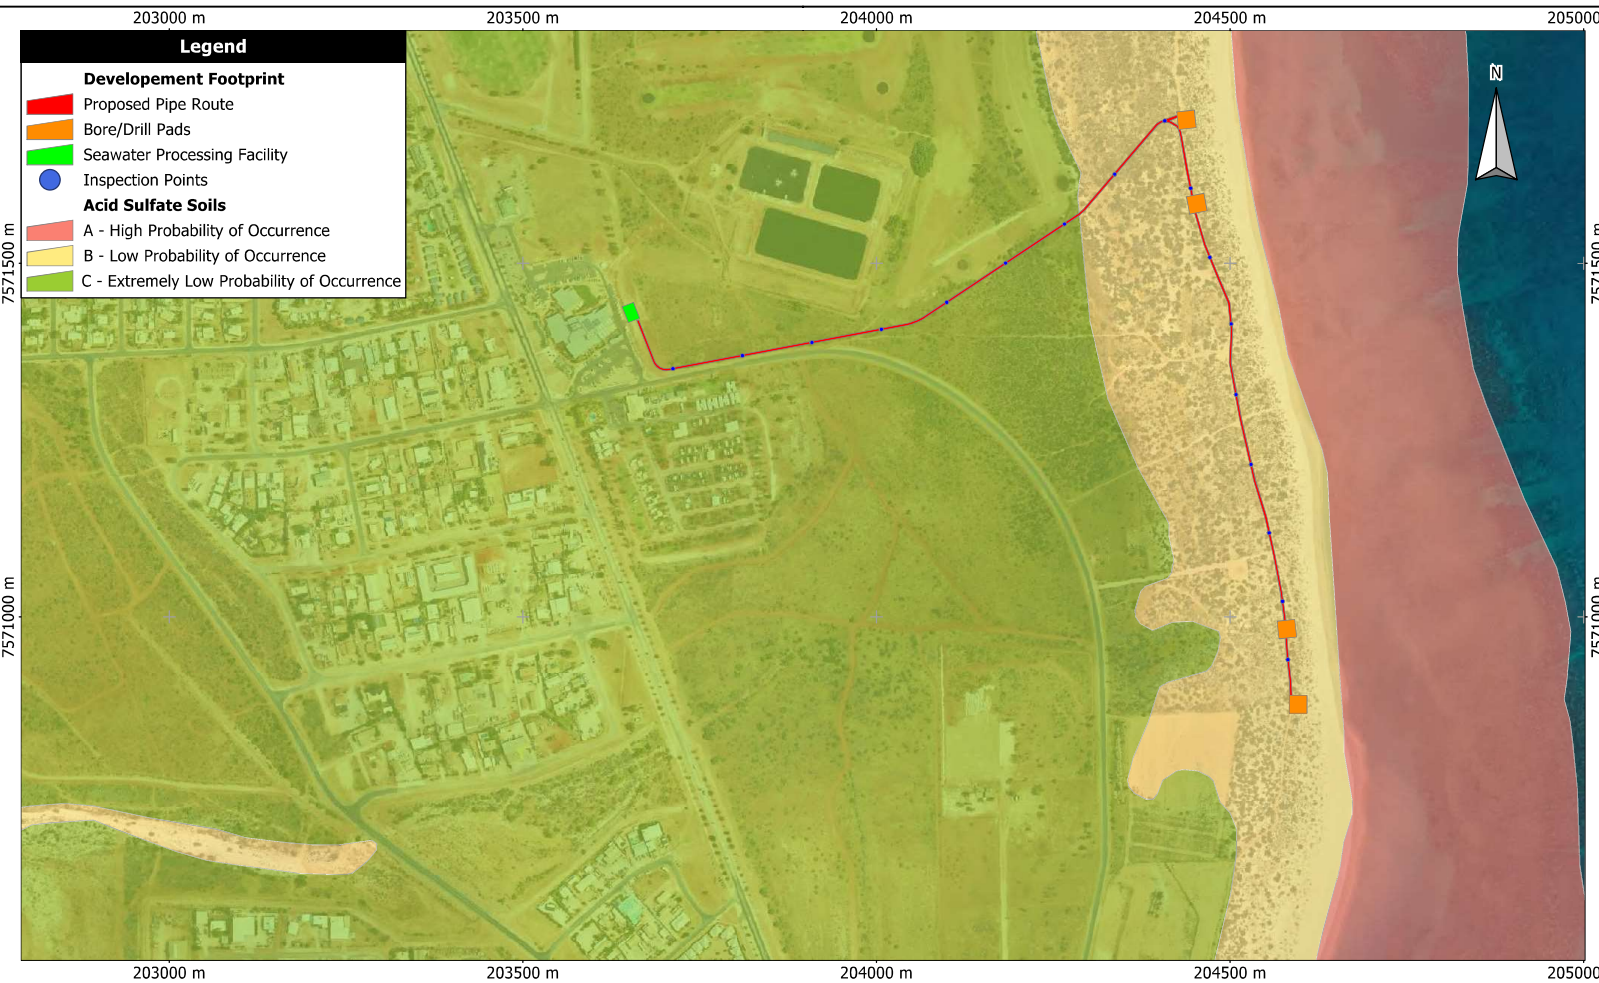 203000 m 203500 m 204000 m 204500 m 205000
Legend
Developement Footprint
Proposed Pipe Route
Bore/Drill Pads
Seawater Processing Facility
Inspection Points
Acid Sulfate Soils
A - High Probability of Occurrence
B - Low Probability of Occurrence
C - Extremely Low Probability of Occurrence
N
7571500 m
7571500 m
7571000 m
7571000 m
203000 m 203500 m 204000 m 204500 m 205000